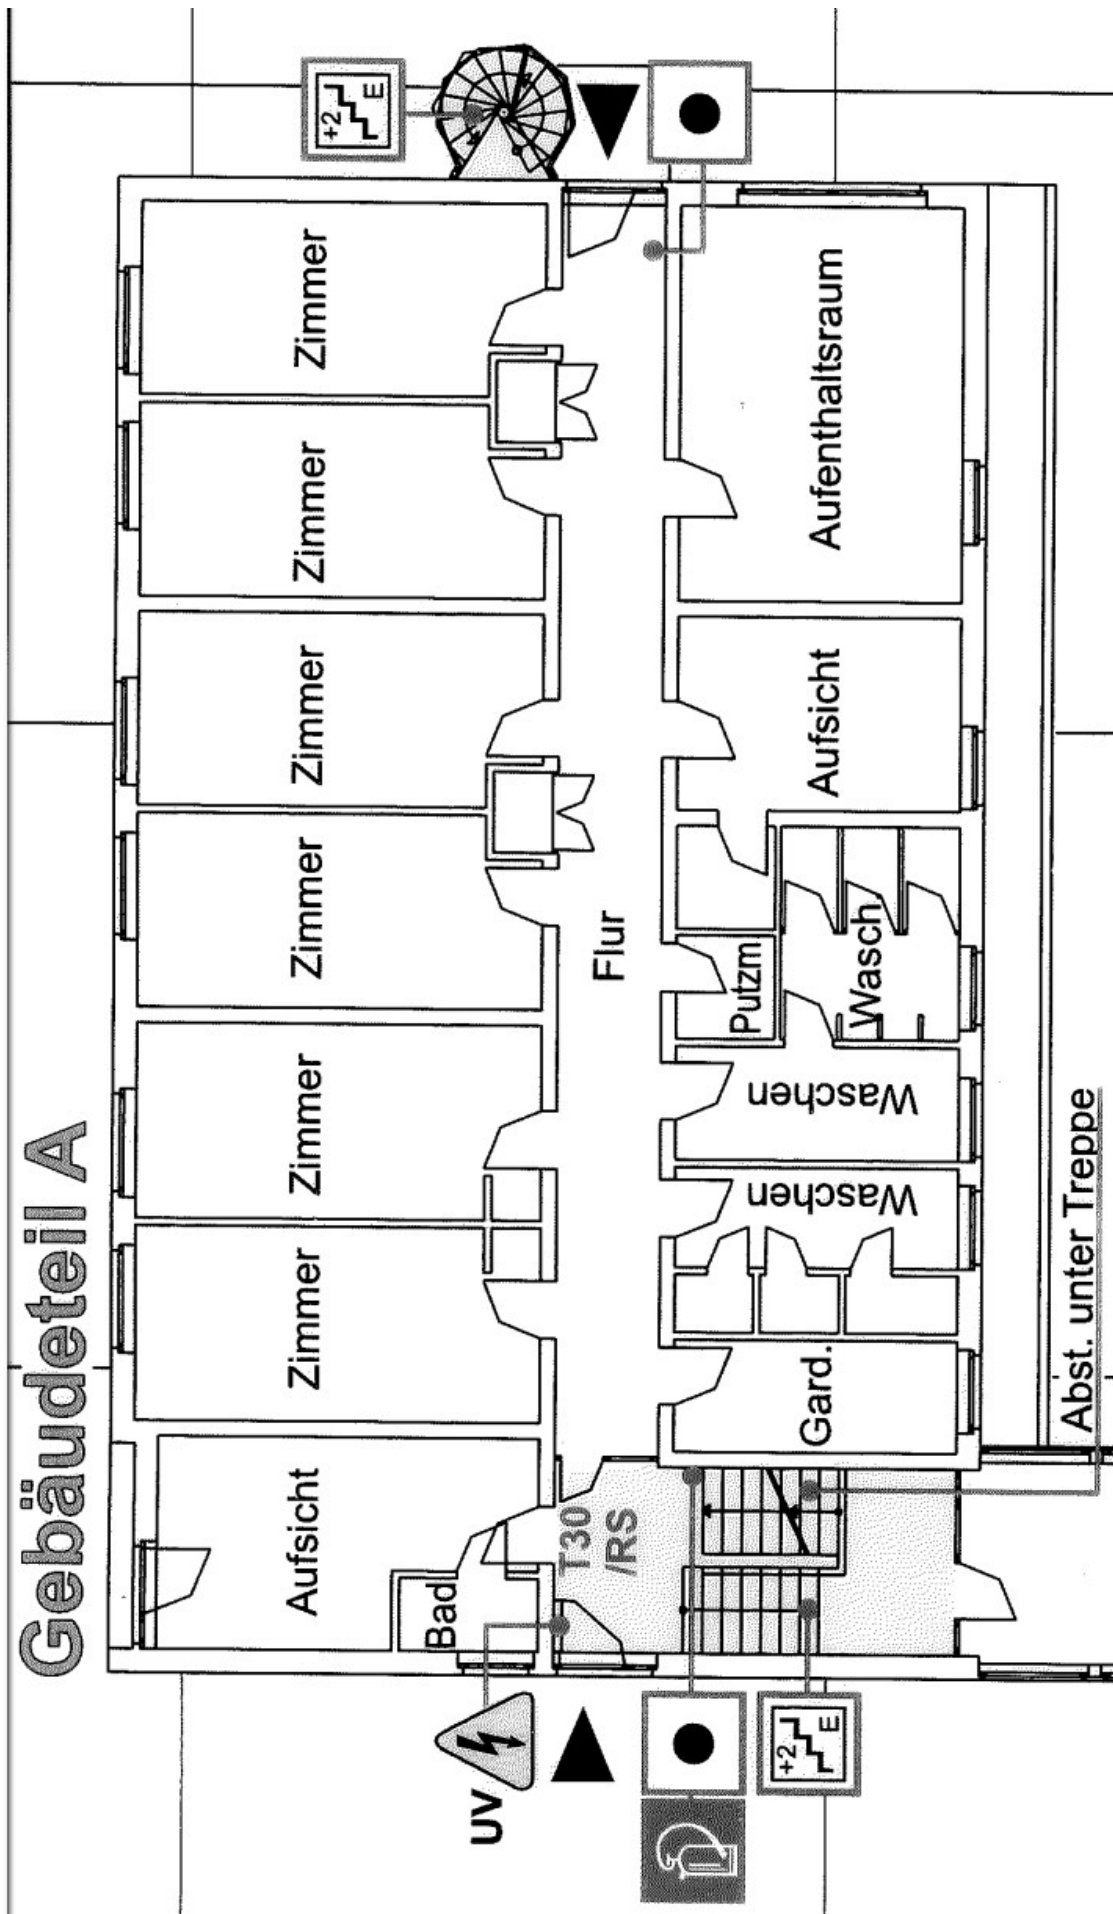 Gebäudeteil A
Aufsicht
Bad
Zimmer
Zimmer
Zimmer
Zimmer
Zimmer
Zimmer
+2
E
UV
T30
/RS
Flur
Gard.
Waschen
Waschen
Putzm
Wasch.
Aufsicht
Aufenthaltsraum
+2
E
Abst. unter Treppe